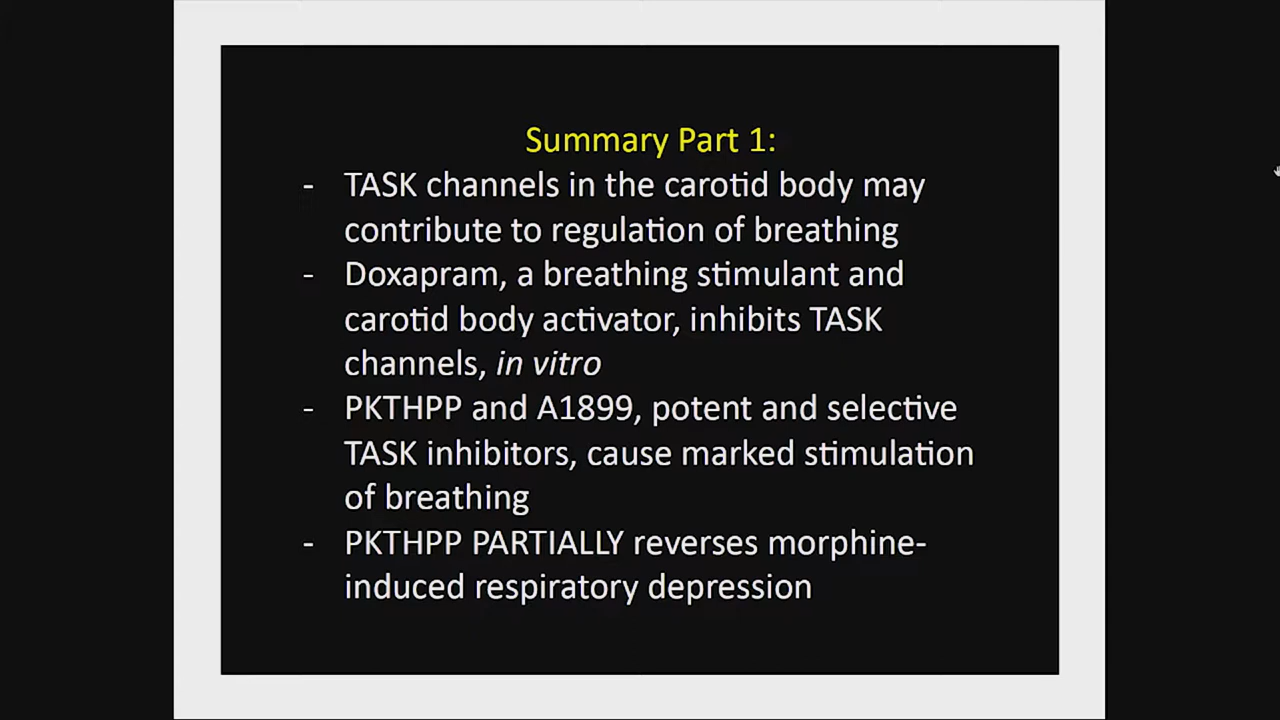 Summary Part 1:
- TASK channels in the carotid body may
contribute to regulation of breathing
- Doxapram, a breathing stimulant and
carotid body activator, inhibits TASK
channels, in vitro
- PKTHPP and A1899, potent and selective
TASK inhibitors, cause marked stimulation
of breathing
- PKTHPP PARTIALLY reverses morphine-
induced respiratory depression